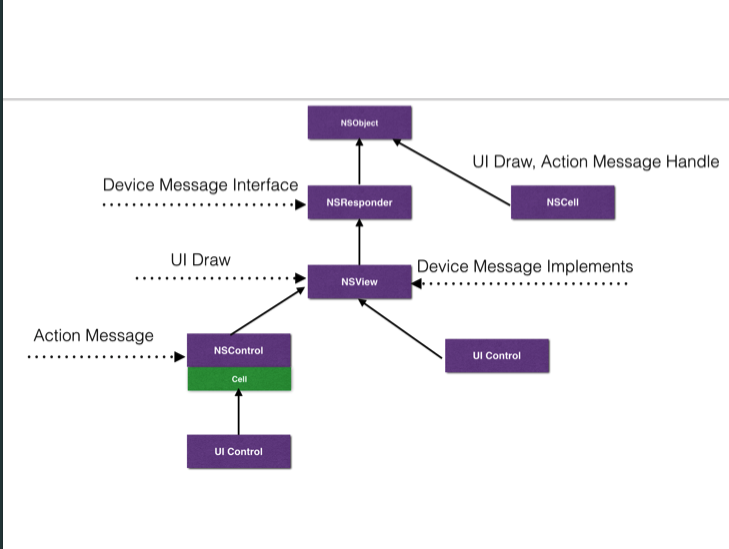 NSObject
UI Draw, Action Message Handle
Device Message Interface
NSResponder
NSCell
UI Draw
NSView
Device Message Implements
Action Message
NSControl
UI Control
Cell
UI Control